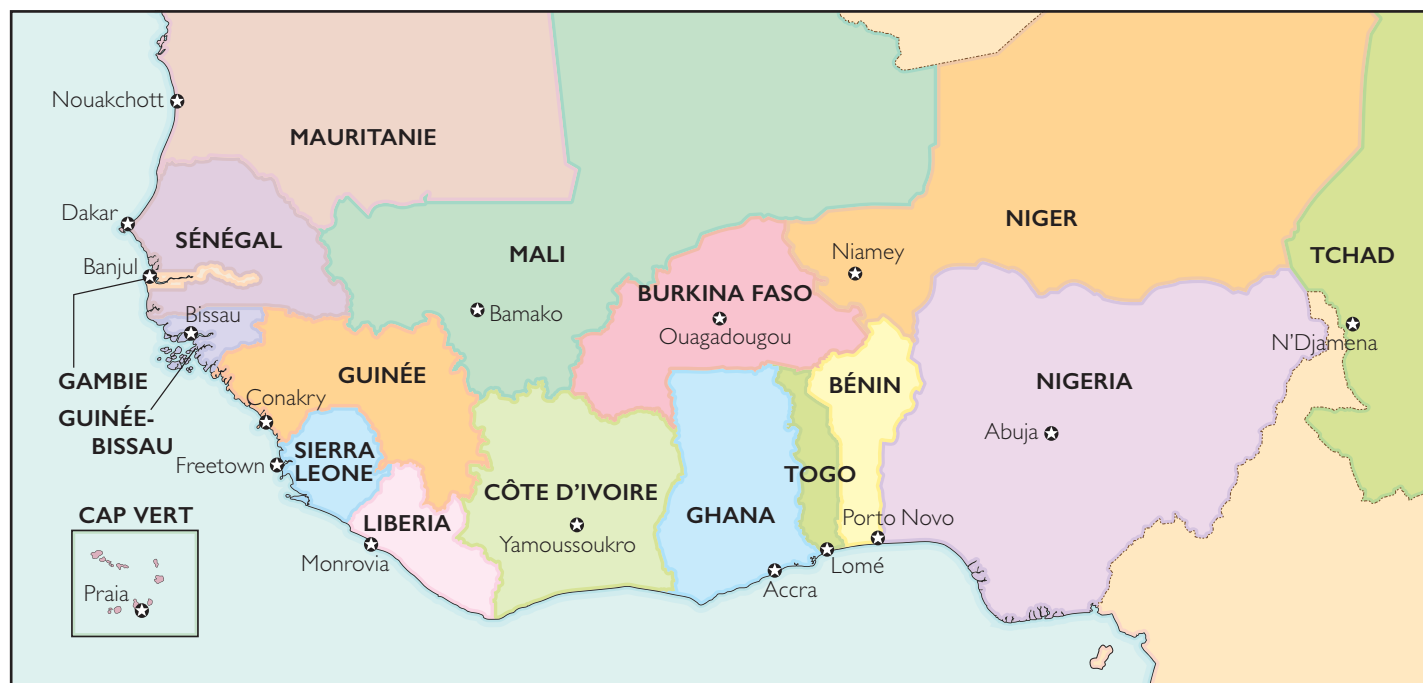 Nouakchott
MAURITANIE
Dakar
SÉNÉGAL
NIGER
Banjul
MALI
Niamey
TCHAD
BURKINA FASO
Bissau
Bamako
Ouagadougou
N'Djamena
GAMBIE
GUINÉE
BÉNIN
NIGERIA
GUINÉE-
BISSAU
Conakry
Abuja
SIERRA
LEONE
Freetown
TOGO
CÔTE D'IVOIRE
CAP VERT
LIBERIA
GHANA
Porto Novo
Yamoussoukro
Monrovia
Lomé
Accra
Praia